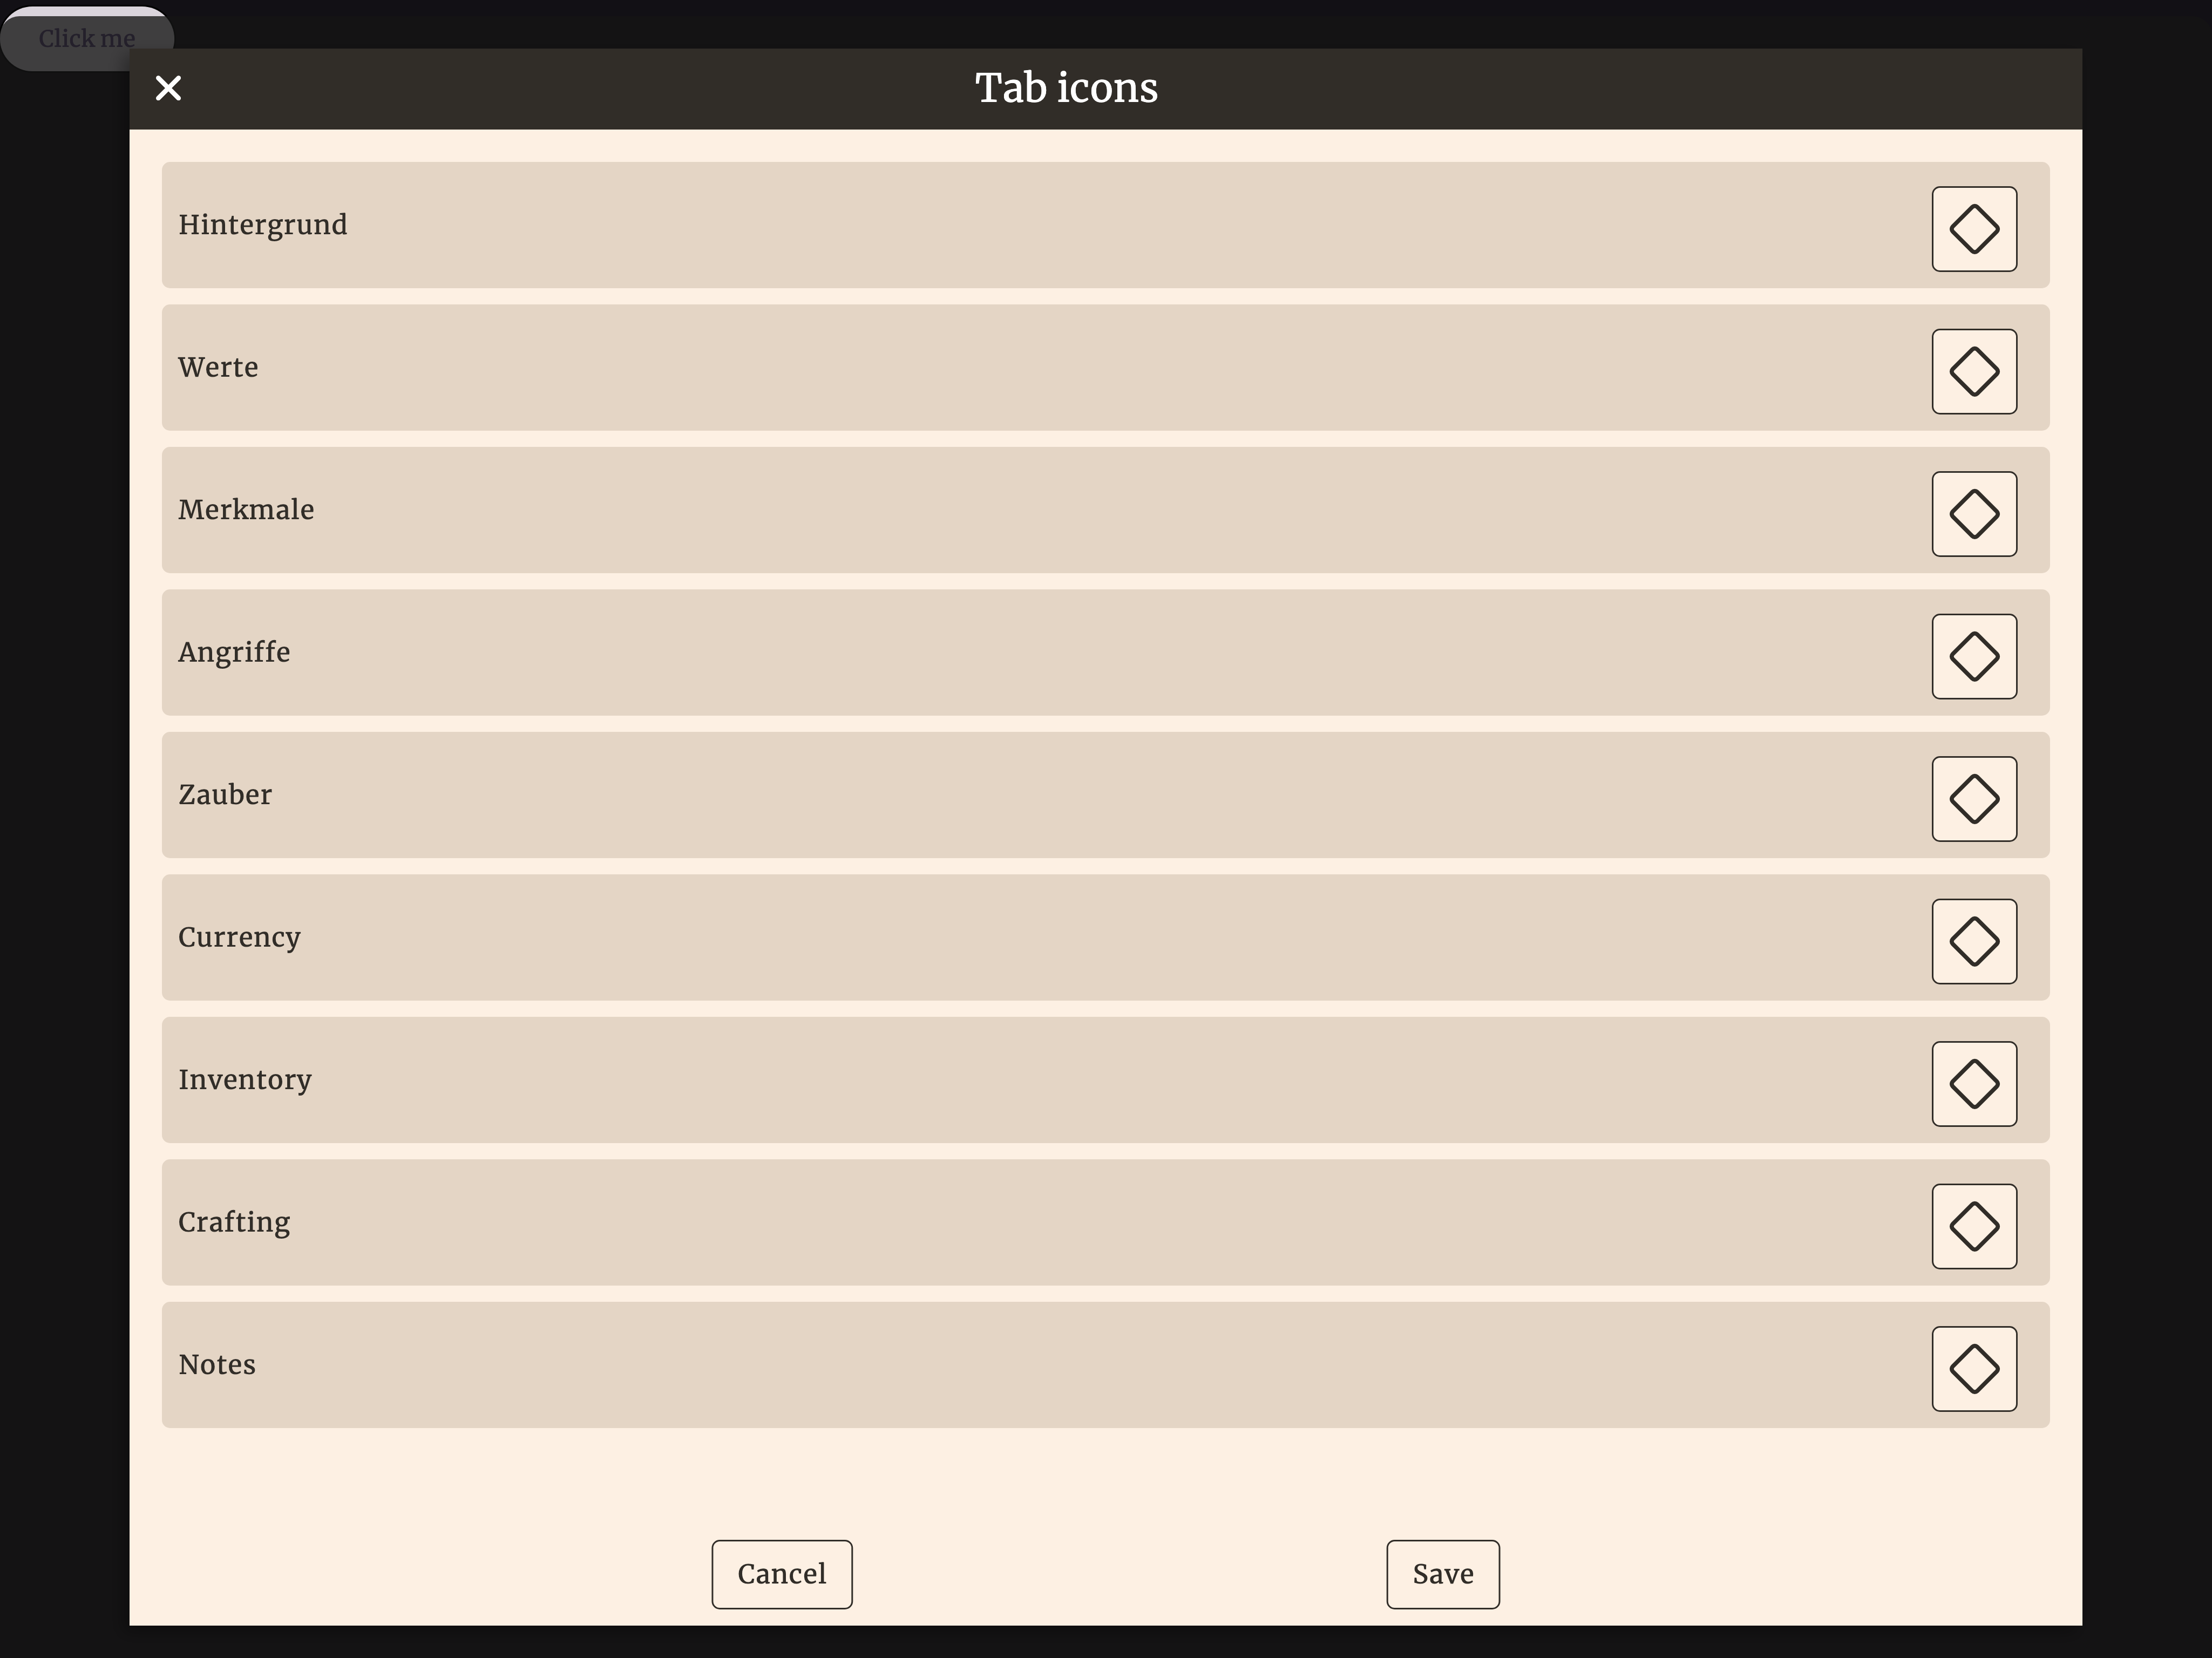 Click me
Tab icons
Hintergrund
Werte
Merkmale
Angriffe
Zauber
Currency
Inventory
Crafting
Notes
Cancel
Save